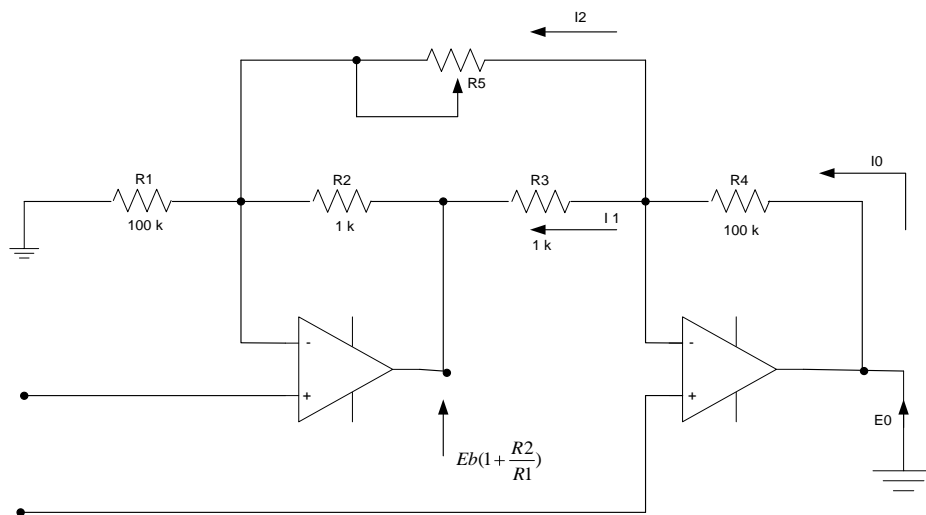 I2
R5
R1
R2
R3
R4
I0
100 k
1 k
I 1
1 k
100 k
-
+
-
+
E0
Eb(1+R2/R1)